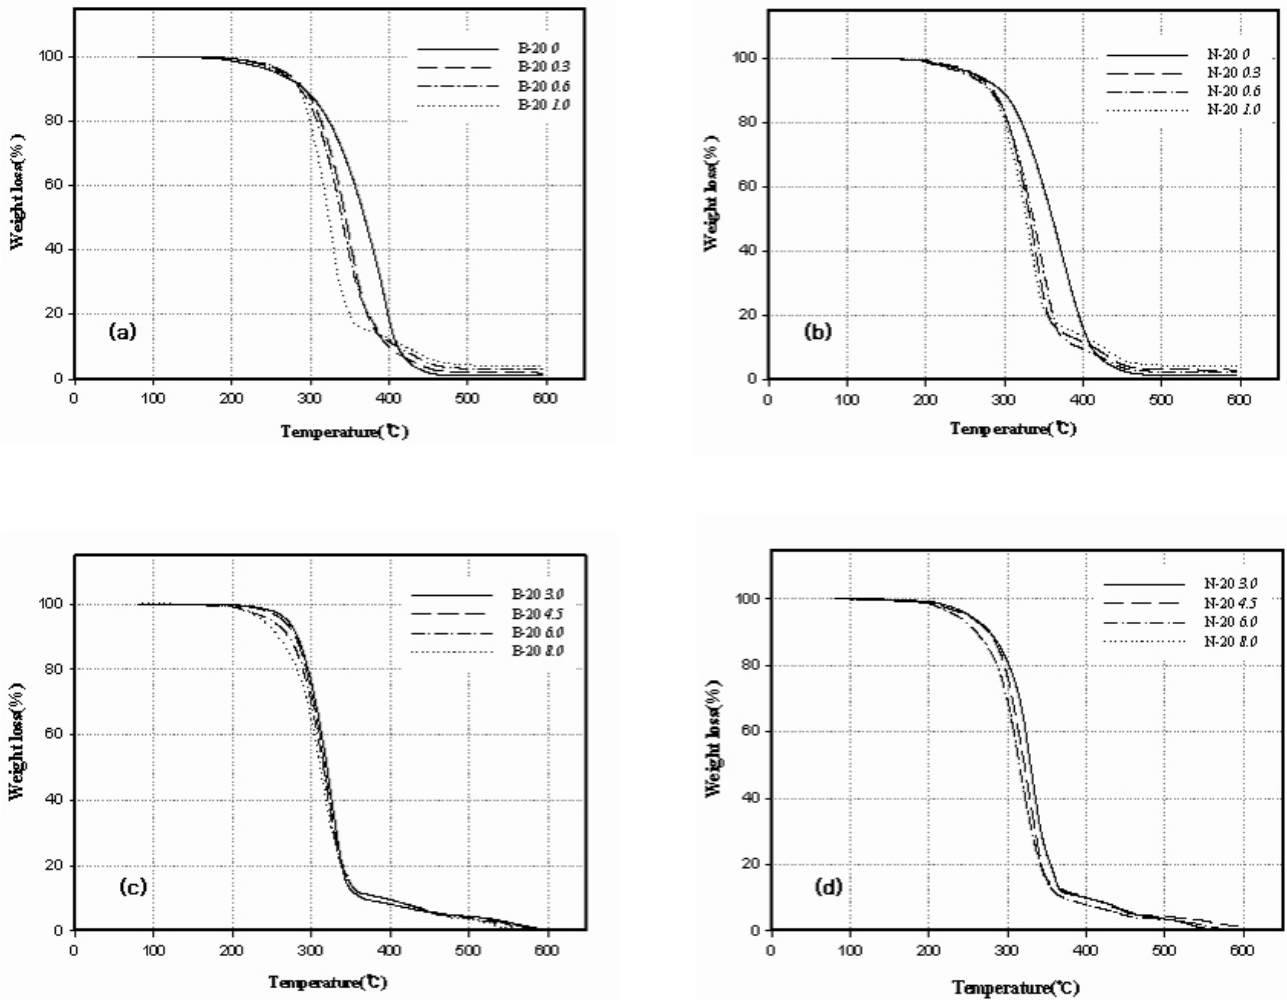 100
80
60
40
20
0
Weight loss(%)
B-20 0
B-20 0.3
B-20 0.6
B-20 1.0
(a)
0 100 200 300 400 500 600
Temperature(℃)
100
80
60
40
20
0
Weight loss(%)
N-20 0
N-20 0.3
N-20 0.6
N-20 1.0
(b)
0 100 200 300 400 500 600
Temperature(℃)
100
80
60
40
20
0
Weight loss(%)
B-20 3.0
B-20 4.5
B-20 6.0
B-20 8.0
(c)
0 100 200 300 400 500 600
Temperature(℃)
100
80
60
40
20
0
Weight loss(%)
N-20 3.0
N-20 4.5
N-20 6.0
N-20 8.0
(d)
0 100 200 300 400 500 600
Temperature(℃)